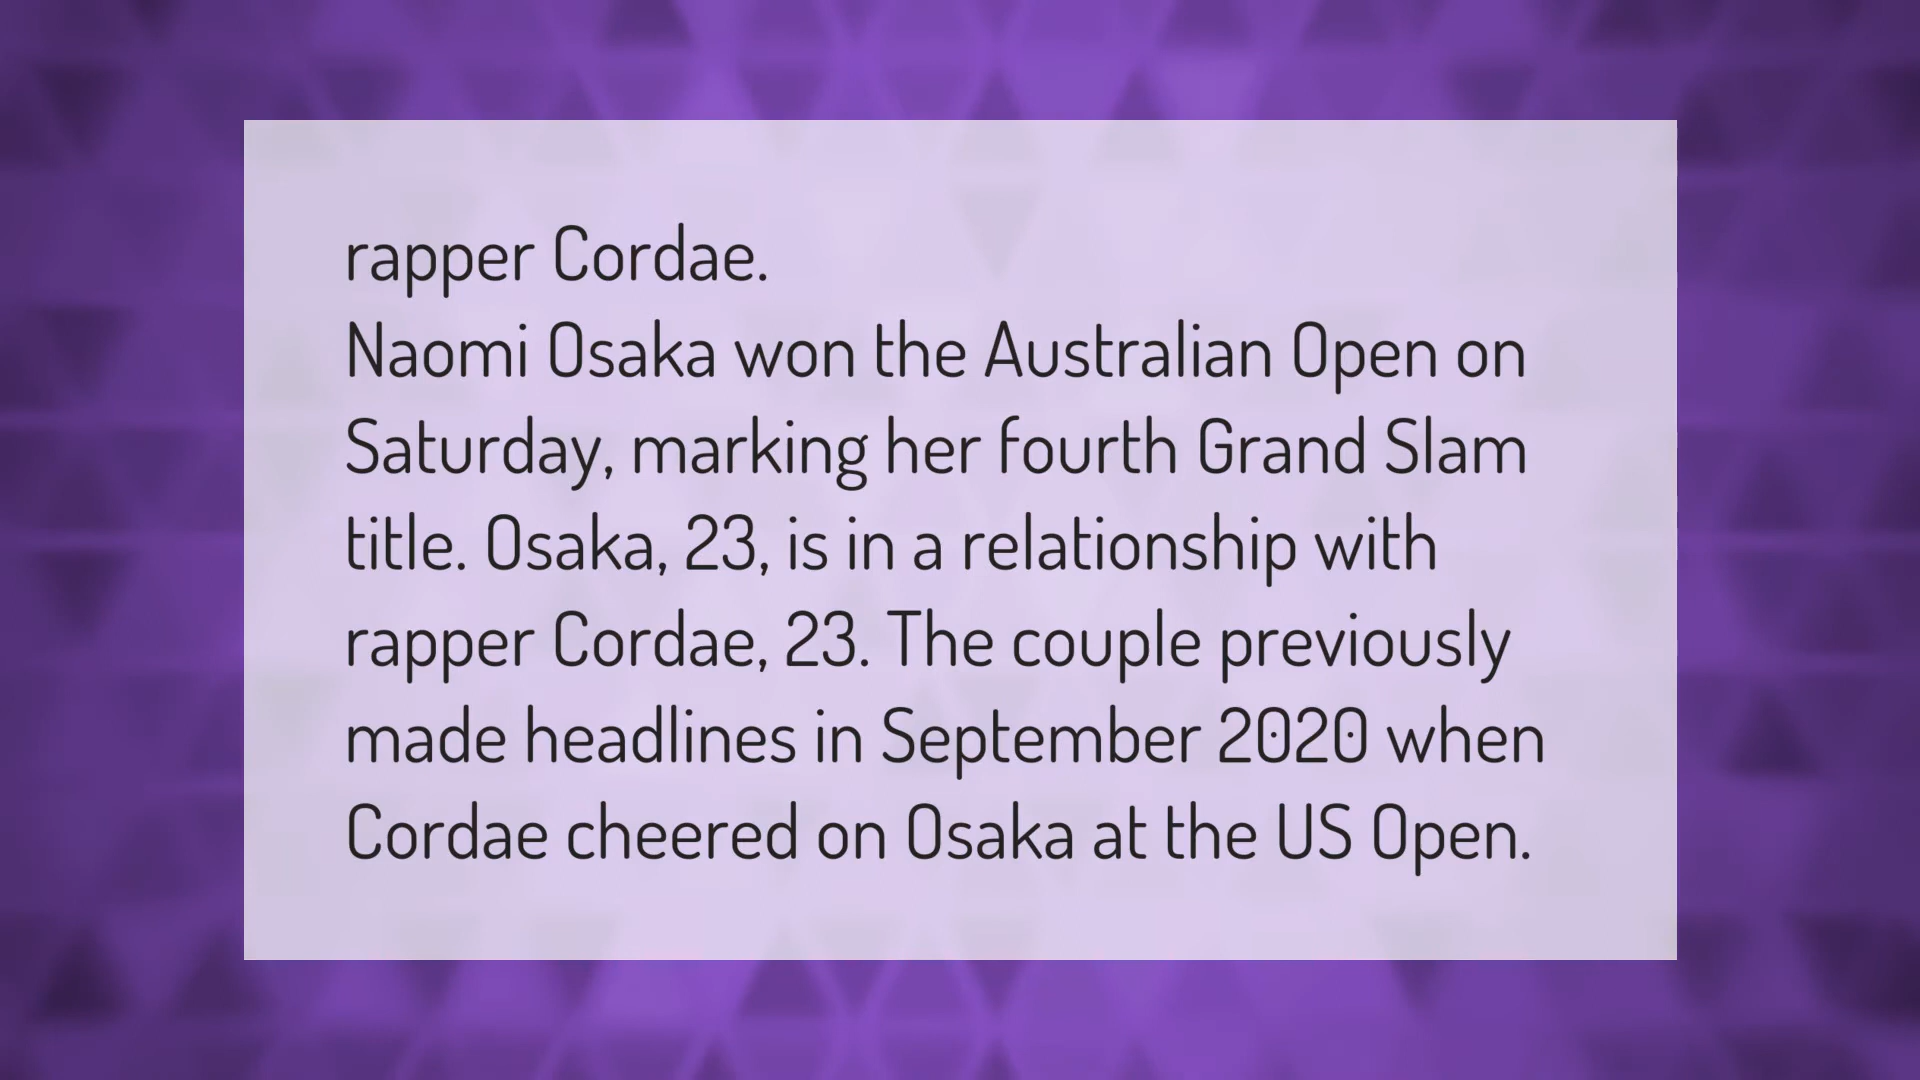 rapper Cordae.
Naomi Osaka won the Australian Open on
Saturday, marking her fourth Grand Slam
title. Osaka, 23, is in a relationship with
rapper Cordae, 23. The couple previously
made headlines in September 2020 when
Cordae cheered on Osaka at the US Open.